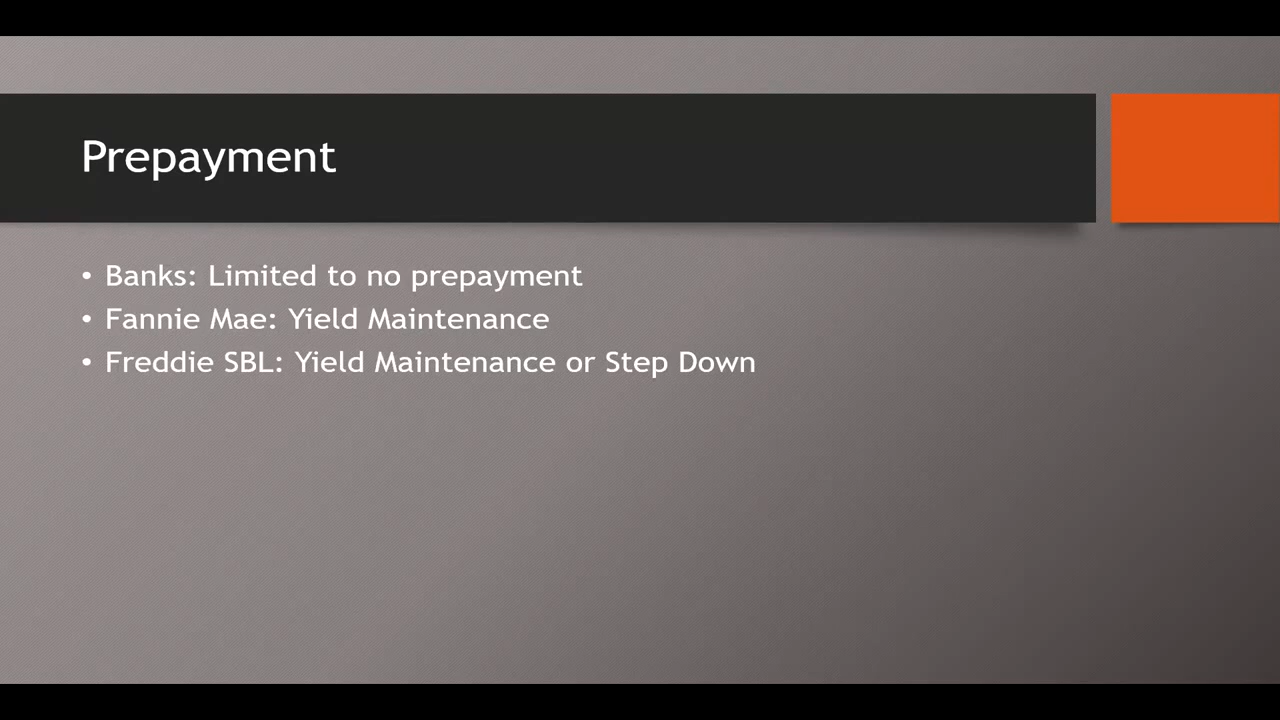 Prepayment
• Banks: Limited to no prepayment
• Fannie Mae: Yield Maintenance
• Freddie SBL: Yield Maintenance or Step Down